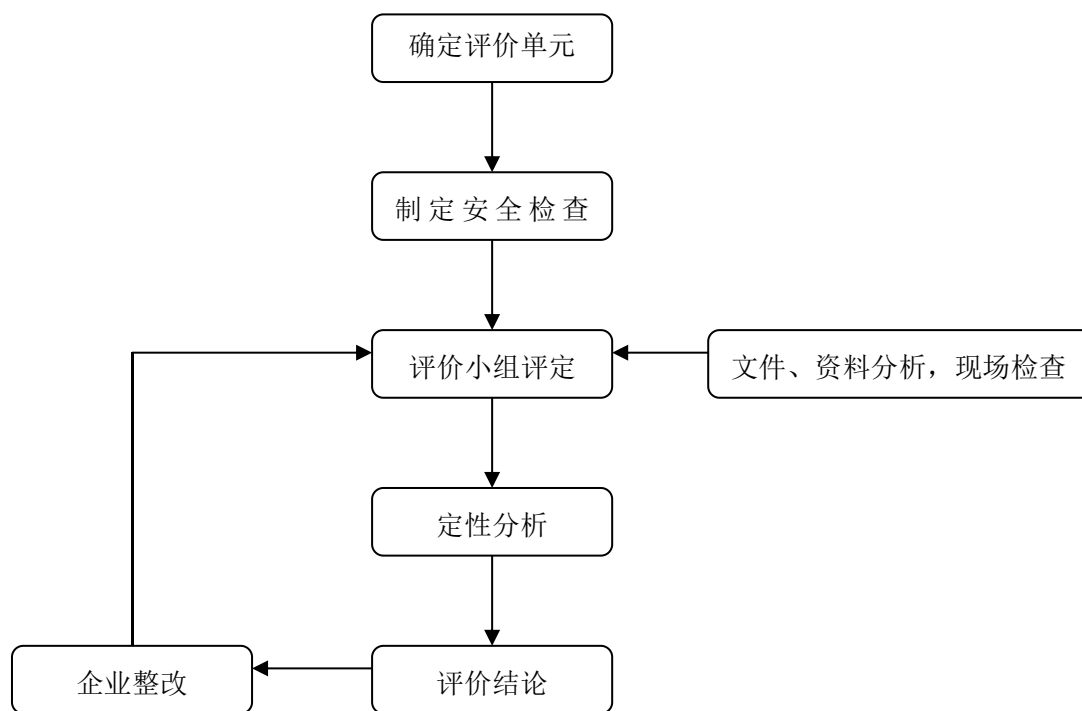 确定评价单元
制定安全检查
评价小组评定
文件、资料分析，现场检查
定性分析
企业整改
评价结论